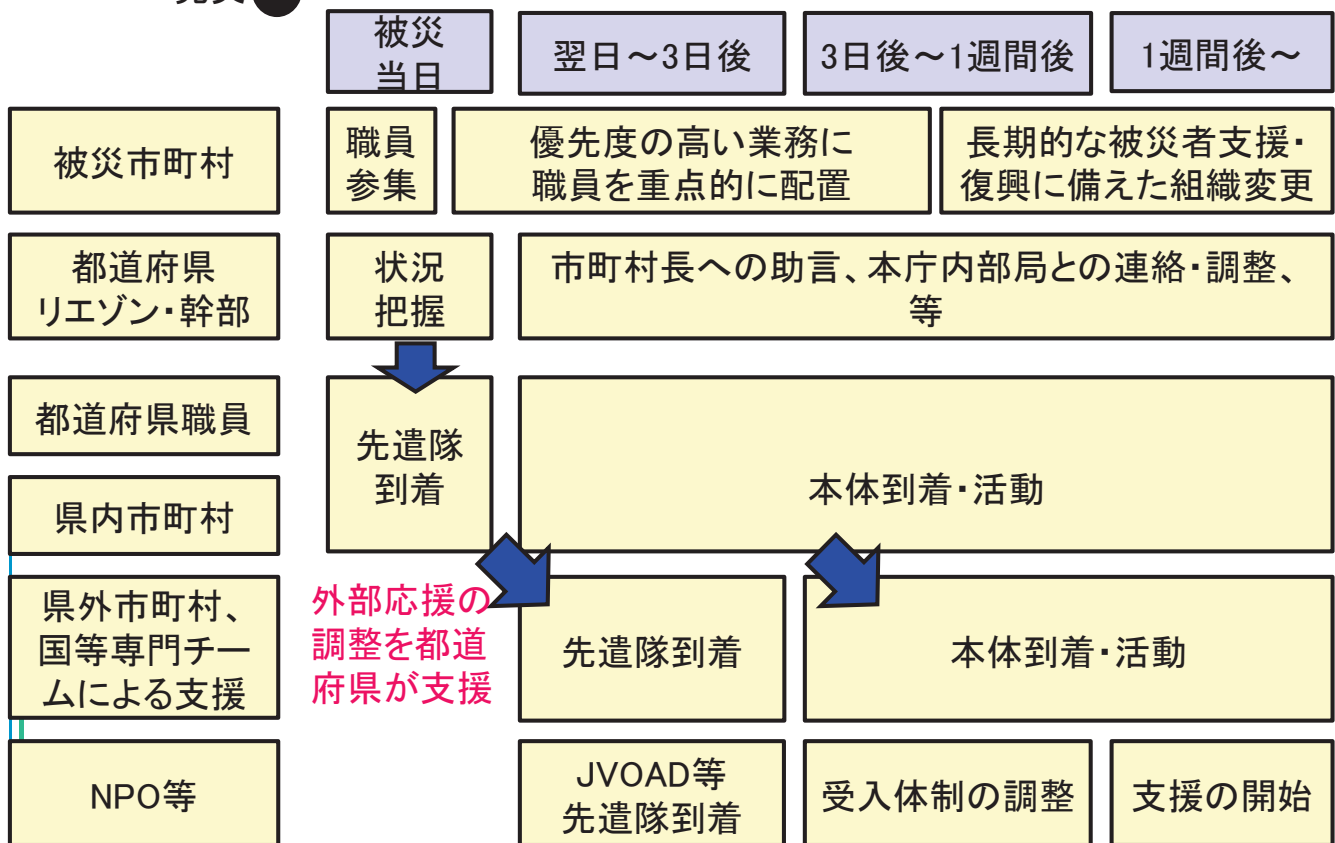 被災
当日
翌日～3日後
3日後～1週間後
1週間後～
被災市町村
職員
参集
優先度の高い業務に
職員を重点的に配置
長期的な被災者支援・
復興に備えた組織変更
都道府県
リエゾン・幹部
状況
把握
市町村長への助言、本庁内部局との連絡・調整、
等
都道府県職員
先遣隊
到着
本体到着・活動
県内市町村
県外市町村、
国等専門チー
ムによる支援
外部応援の
調整を都道
府県が支援
先遣隊到着
本体到着・活動
NPO等
JVOAD等
先遣隊到着
受入体制の調整
支援の開始